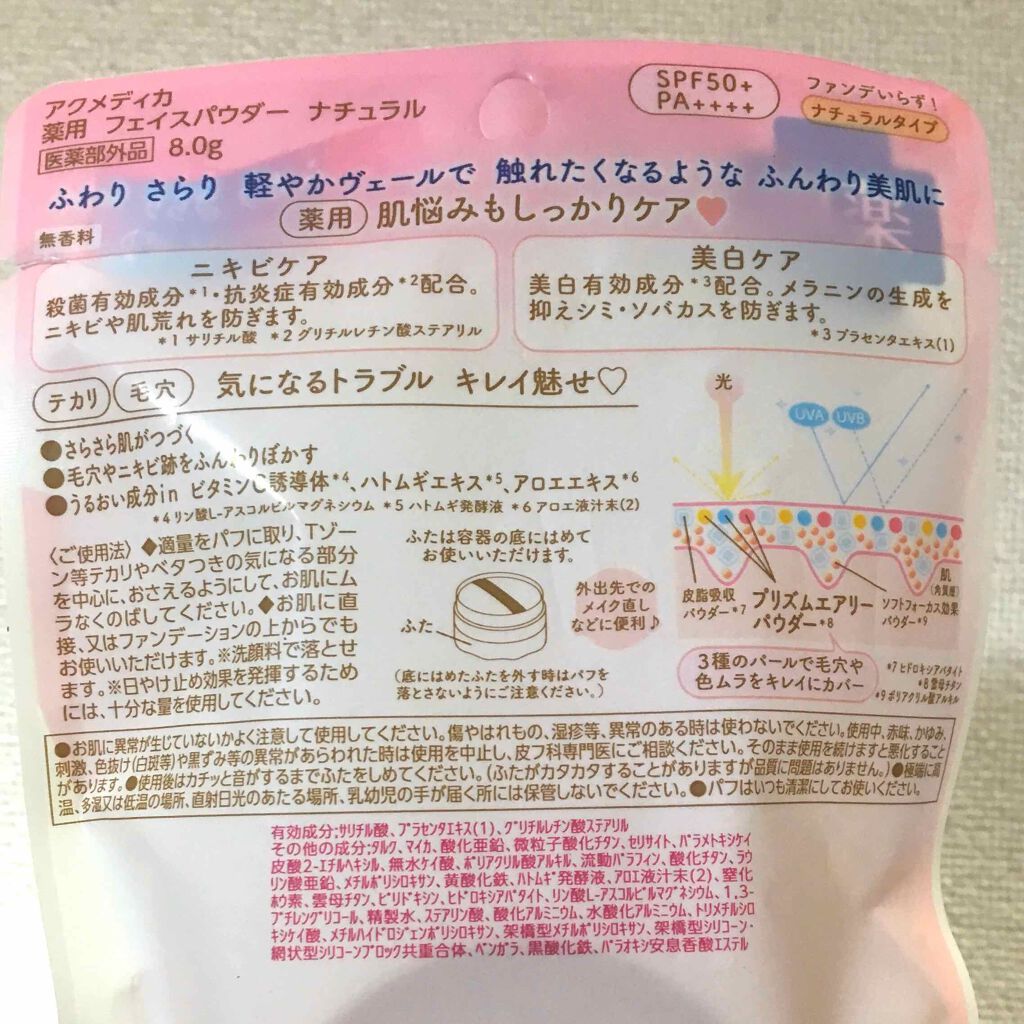 アクメディカ
薬用 フェイスパウダー ナチュラル
医薬部外品 8.0g
SPF50+
PA++++
ファンデいらず!
ナチュラルタイプ
ふわり さらり 軽やかヴェールで 触れたくなるような ふんわり美肌に
薬用 肌悩みもしっかりケア♥
無香料
ニキビケア
殺菌有効成分*1・抗炎症有効成分*2配合。
ニキビや肌荒れを防ぎます。
*1 サリチル酸 *2 グリチルレチン酸ステアリル
美白ケア
美白有効成分*3配合。メラニンの生成を
抑えシミ・ソバカスを防ぎます。
*3 プラセンタエキス(1)
テカリ 毛穴 気になるトラブル キレイ魅せ♡
●さらさら肌がつづく
●毛穴やニキビ跡をふんわりぼかす
●うるおい成分in ビタミンC誘導体*4、ハトムギエキス*5、アロエエキス*6
*4 リン酸L-アスコルビルマグネシウム *5 ハトムギ発酵液 *6 アロエ液汁末(2)
〈ご使用法〉◆適量をパフに取り、Tゾー
ン等テカリやベタつきの気になる部分
を中心に、おさえるようにして、お肌にム
ラなくのばしてください。◆お肌に直
接、又はファンデーションの上からでも
お使いいただけます。※洗顔料で落とせ
ます。※日やけ止め効果を発揮するため
には、十分な量を使用してください。
ふたは容器の底にはめて
お使いいただけます。
ふた
外出先での
メイク直し
などに便利♪
(底にはめたふたを外す時はパフを
落とさないようにご注意ください。)
光
UVA UVB
皮脂吸収
パウダー*7
プリズムエアリー
パウダー*8
肌
(角質層)
ソフトフォーカス効果
パウダー*9
3種のパールで毛穴や
色ムラをキレイにカバー
*7 ヒドロキシアパタイト
*8 雲母チタン
*9 ポリアクリル酸アルキル
●お肌に異常が生じていないかよく注意して使用してください。傷やはれもの、湿疹等、異常のある時は使わないでください。使用中、赤味、かゆみ、
刺激、色抜け(白斑等)や黒ずみ等の異常があらわれた時は使用を中止し、皮フ科専門医にご相談ください。そのまま使用を続けますと悪化すること
があります。●使用後はカチッと音がするまでふたをしめてください。(ふたがカタカタすることがありますが品質に問題はありません。)●極端に高
温、多湿又は低温の場所、直射日光のあたる場所、乳幼児の手が届く所には保管しないでください。●パフはいつも清潔にしてお使いください。
有効成分;サリチル酸、プラセンタエキス(1)、グリチルレチン酸ステアリル
その他の成分;タルク、マイカ、酸化亜鉛、微粒子酸化チタン、セリサイト、パラメトキシケイ
皮酸2-エチルヘキシル、無水ケイ酸、ポリアクリル酸アルキル、流動パラフィン、酸化チタン、ラウ
リン酸亜鉛、メチルポリシロキサン、黄酸化鉄、ハトムギ発酵液、アロエ液汁末(2)、窒化
ホウ素、雲母チタン、ピリドキシン、ヒドロキシアパタイト、リン酸L-アスコルビルマグネシウム、1,3-
ブチレングリコール、精製水、ステアリン酸、酸化アルミニウム、水酸化アルミニウム、トリメチルシロ
キシケイ酸、メチルハイドロジェンポリシロキサン、架橋型メチルポリシロキサン、架橋型シリコーン・
網状型シリコーンブロック共重合体、ベンガラ、黒酸化鉄、パラオキシ安息香酸エステル